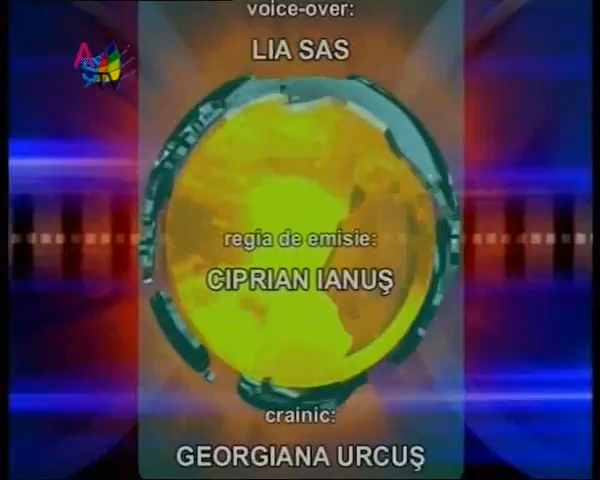 voice-over:
LIA SAS
regia de emisie:
CIPRIAN IANUŞ
crainic:
GEORGIANA URCUŞ